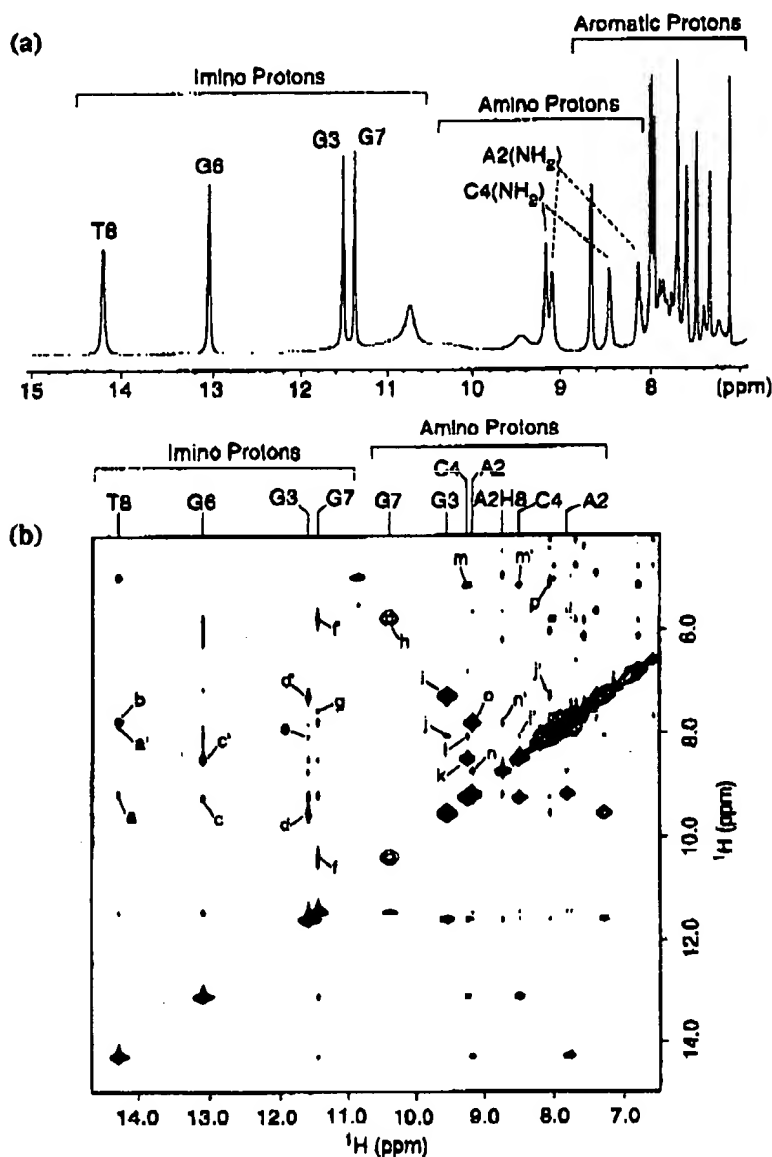 (a)
Aromatic Protons
Imino Protons
Amino Protons
G3 G7
G6
A2(NH2)
C4(NH2)
T8
15 14 13 12 11 10 9 8 (ppm)
Amino Protons
Imino Protons
C4 A2
(b)
T8 G6 G3 G7 G7 G3 A2H8 C4 A2
m m' p
f h
d' i j'
b g o n'
a' e j l l'
c' k n
a c d
f
6.0
8.0
10.0
12.0
14.0
1H (ppm)
14.0 13.0 12.0 11.0 10.0 9.0 8.0 7.0
1H (ppm)